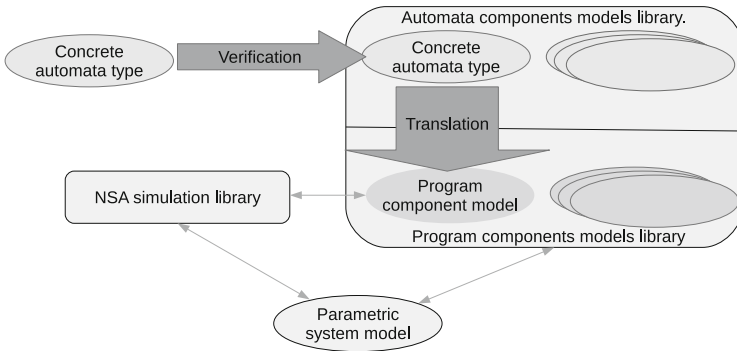 Automata components models library.
Concrete
automata type
Verification
Concrete
automata type
Translation
NSA simulation library
Program
component model
Program components models library
Parametric
system model